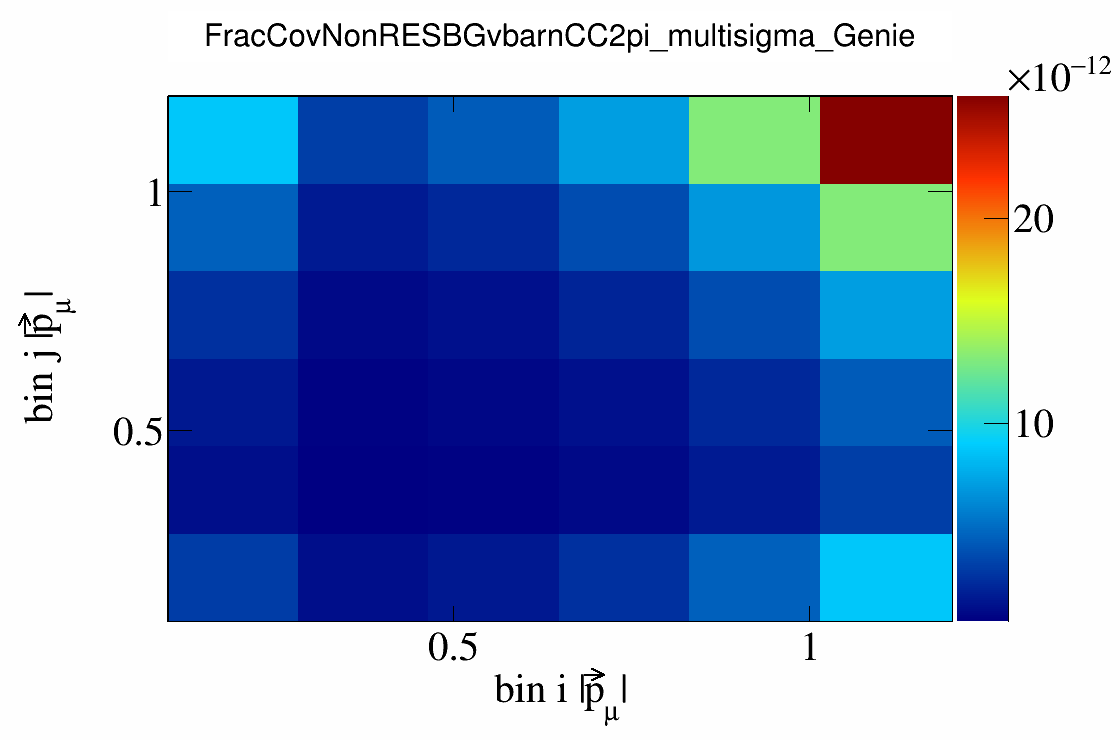 FracCovNonRESBGvbarnCC2pi_multisigma_Genie
×10⁻¹²
1
0.5
20
10
0.5
1
bin j |p⃗_μ|
bin i |p⃗_μ|